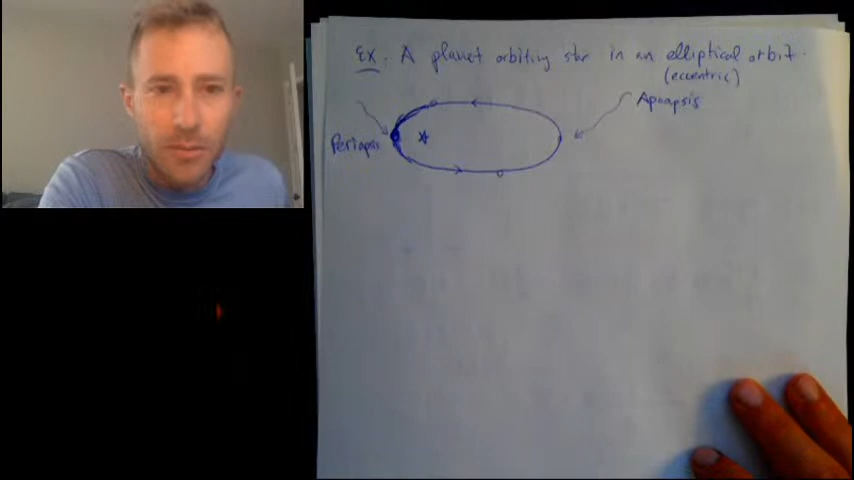 Ex. A planet orbiting star in an elliptical orbit.
(eccentric)
Apoapsis
Periapsis